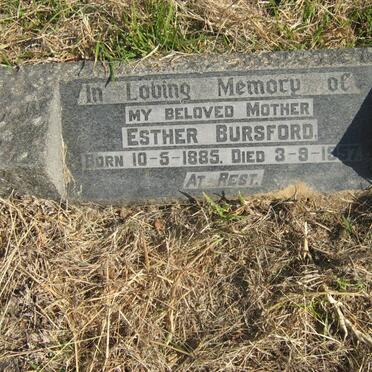 In Loving Memory of
MY BELOVED MOTHER
ESTHER BURSFORD.
BORN 10-5-1885. DIED 3-9-1957.
AT REST.